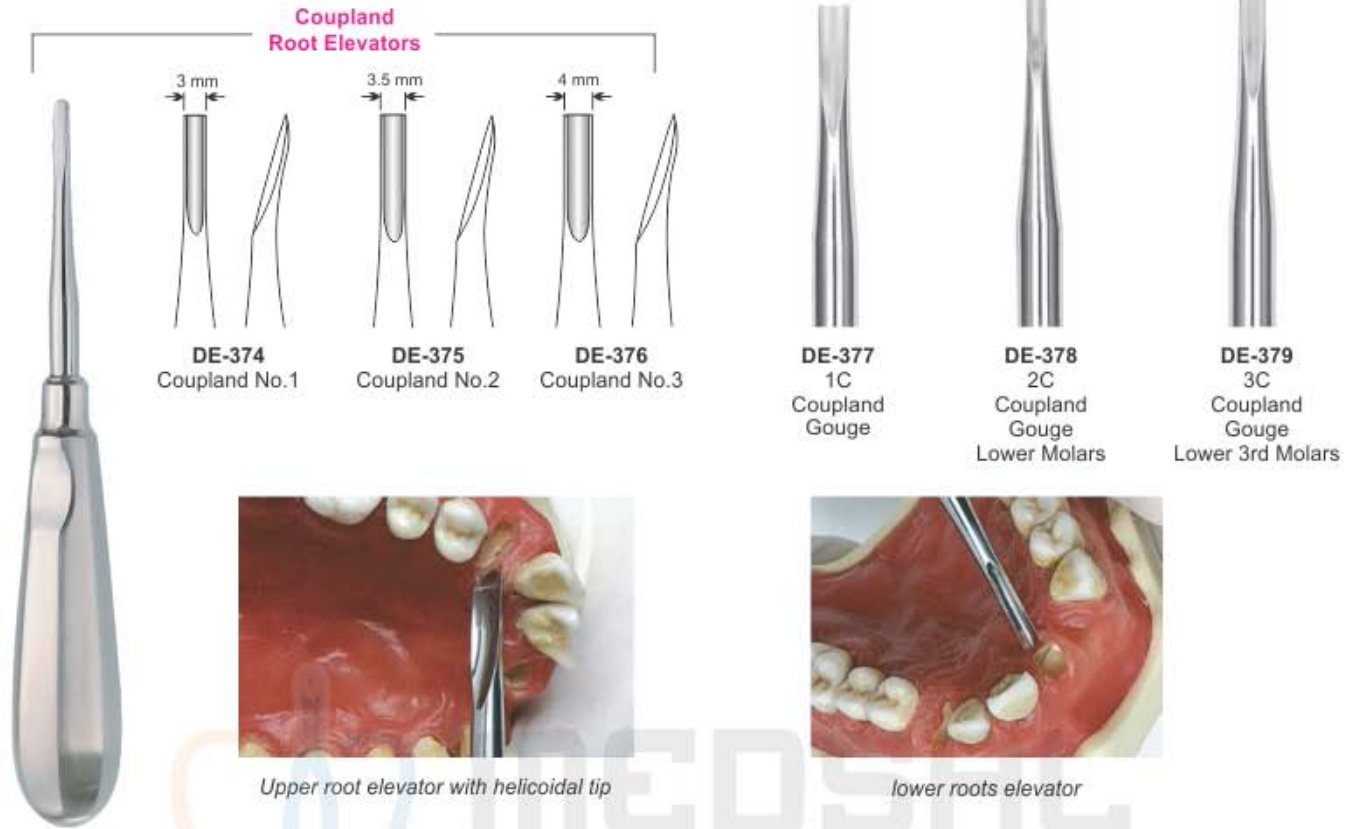 Coupland
Root Elevators
3 mm
3.5 mm
4 mm
DE-374
Coupland No.1
DE-375
Coupland No.2
DE-376
Coupland No.3
DE-377
1C
Coupland
Gouge
DE-378
2C
Coupland
Gouge
Lower Molars
DE-379
3C
Coupland
Gouge
Lower 3rd Molars
Upper root elevator with helicoidal tip
lower roots elevator
MEDSAC